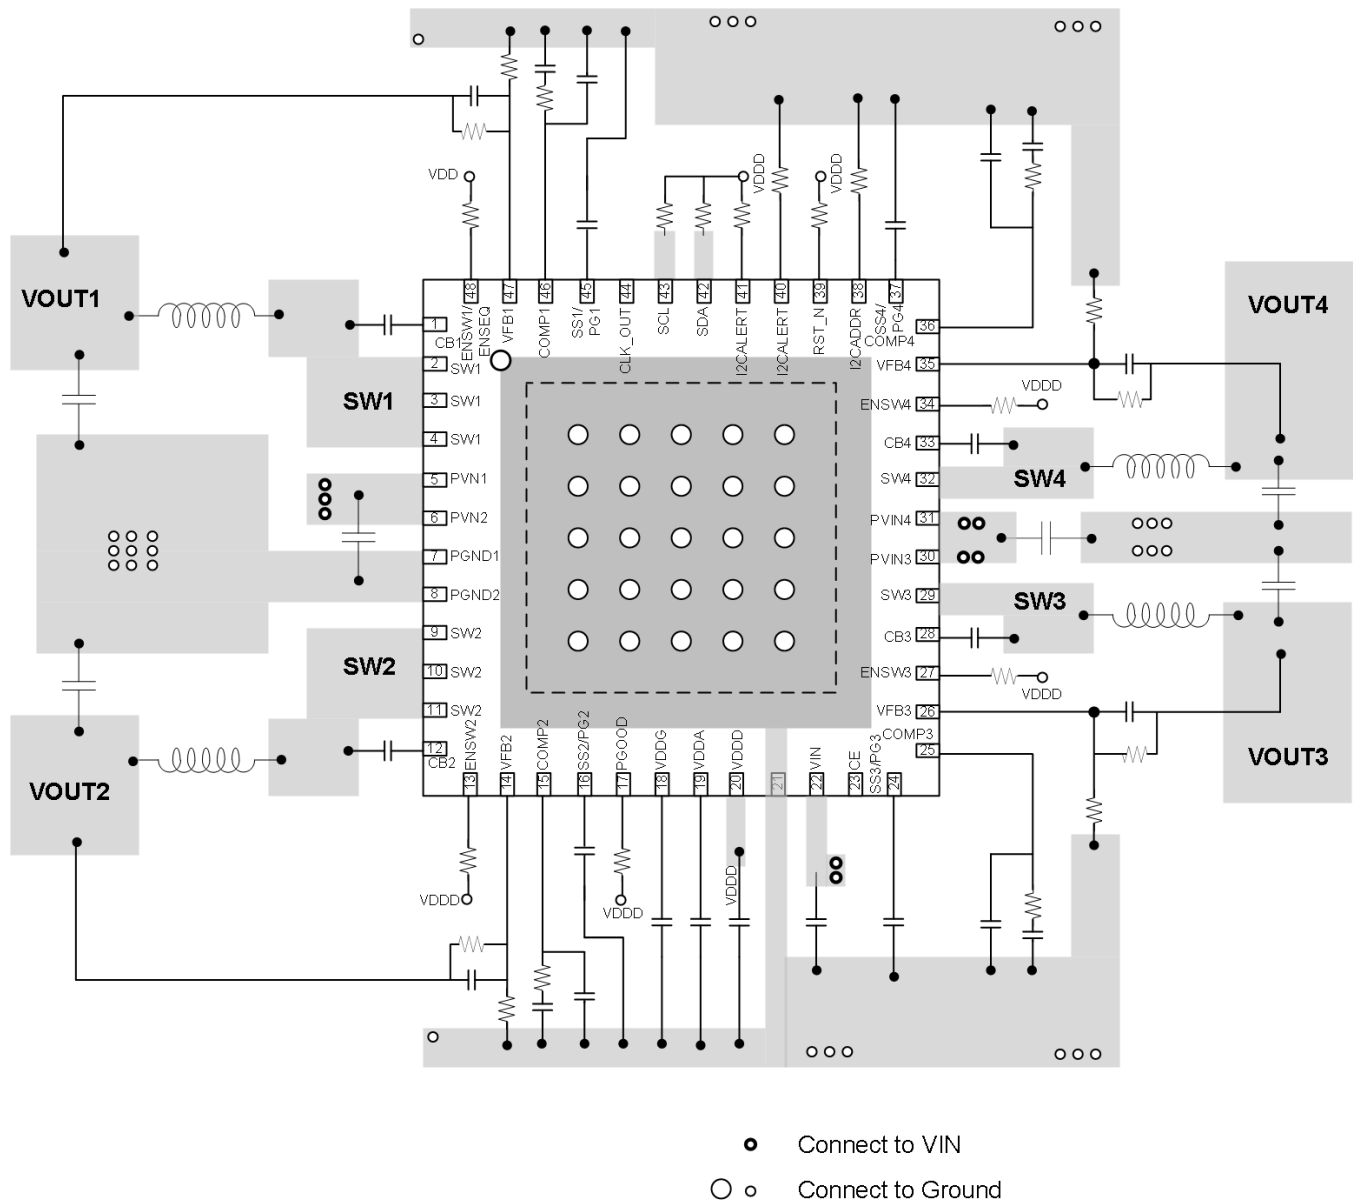 VDD
VDDD
VDDD
48
47
46
45
44
43
42
41
40
39
38
37
ENSW1/
ENSEQ
VFB1
COMP1
SS1/
PG1
CLK_OUT
SCL
SDA
I2CALERT
I2CALERT
RST_N
I2CADDR
SS4/
PG4
VOUT1
1 CB1
2 SW1
3 SW1
4 SW1
5 PVN1
6 PVN2
7 PGND1
8 PGND2
9 SW2
10 SW2
11 SW2
12 CB2
SW1
SW2
VOUT2
COMP4 36
VFB4 35
ENSW4 34
CB4 33
SW4 32
PVIN4 31
PVIN3 30
SW3 29
CB3 28
ENSW3 27
VFB3 26
COMP3 25
VOUT4
VDDD
SW4
SW3
VDDD
VOUT3
ENSW2
VFB2
COMP2
SS2/PG2
PGOOD
VDDG
VDDA
VDDD
VIN
CE
SS3/PG3
13
14
15
16
17
18
19
20
21
22
23
24
VDDD
VDDD
VDDD
Connect to VIN
Connect to Ground